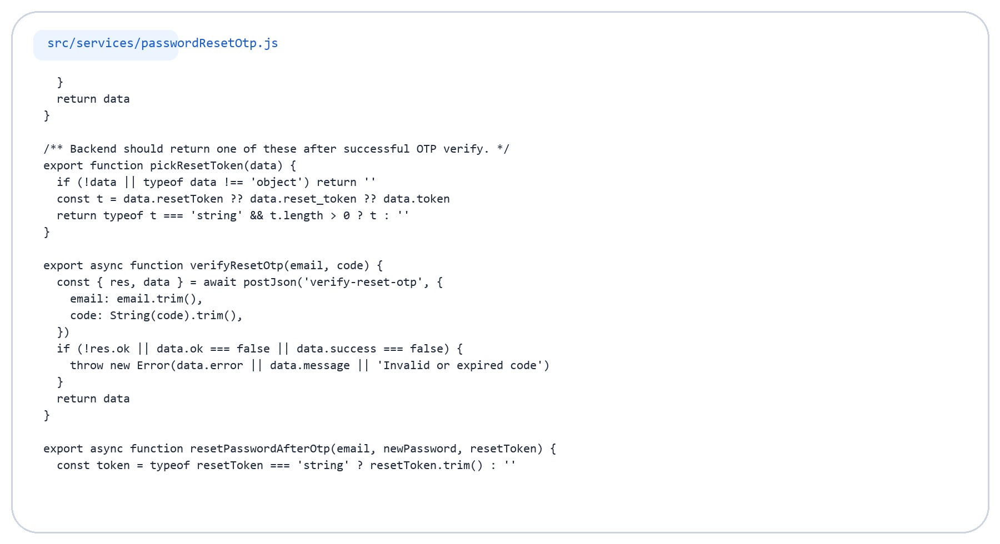 src/services/passwordResetOtp.js
  }
  return data
}

/** Backend should return one of these after successful OTP verify. */
export function pickResetToken(data) {
  if (!data || typeof data !== 'object') return ''
  const t = data.resetToken ?? data.reset_token ?? data.token
  return typeof t === 'string' && t.length > 0 ? t : ''
}

export async function verifyResetOtp(email, code) {
  const { res, data } = await postJson('verify-reset-otp', {
    email: email.trim(),
    code: String(code).trim(),
  })
  if (!res.ok || data.ok === false || data.success === false) {
    throw new Error(data.error || data.message || 'Invalid or expired code')
  }
  return data
}

export async function resetPasswordAfterOtp(email, newPassword, resetToken) {
  const token = typeof resetToken === 'string' ? resetToken.trim() : ''